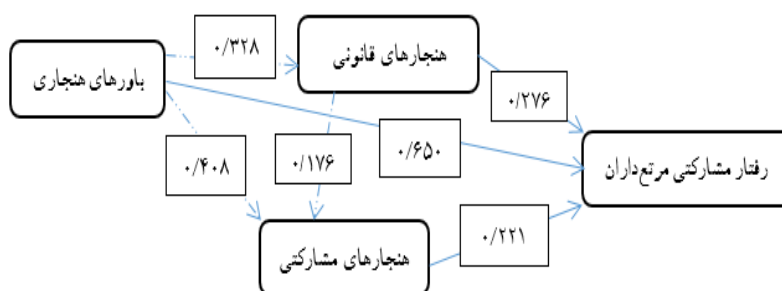 هنجارهای قانونی
۰/۳۲۸
باورهای هنجاری
۰/۲۷۶
۰/۴۰۸
۰/۱۷۶
۰/۶۵۰
رفتار مشارکتی مرتع‌داران
هنجارهای مشارکتی
۰/۲۲۱